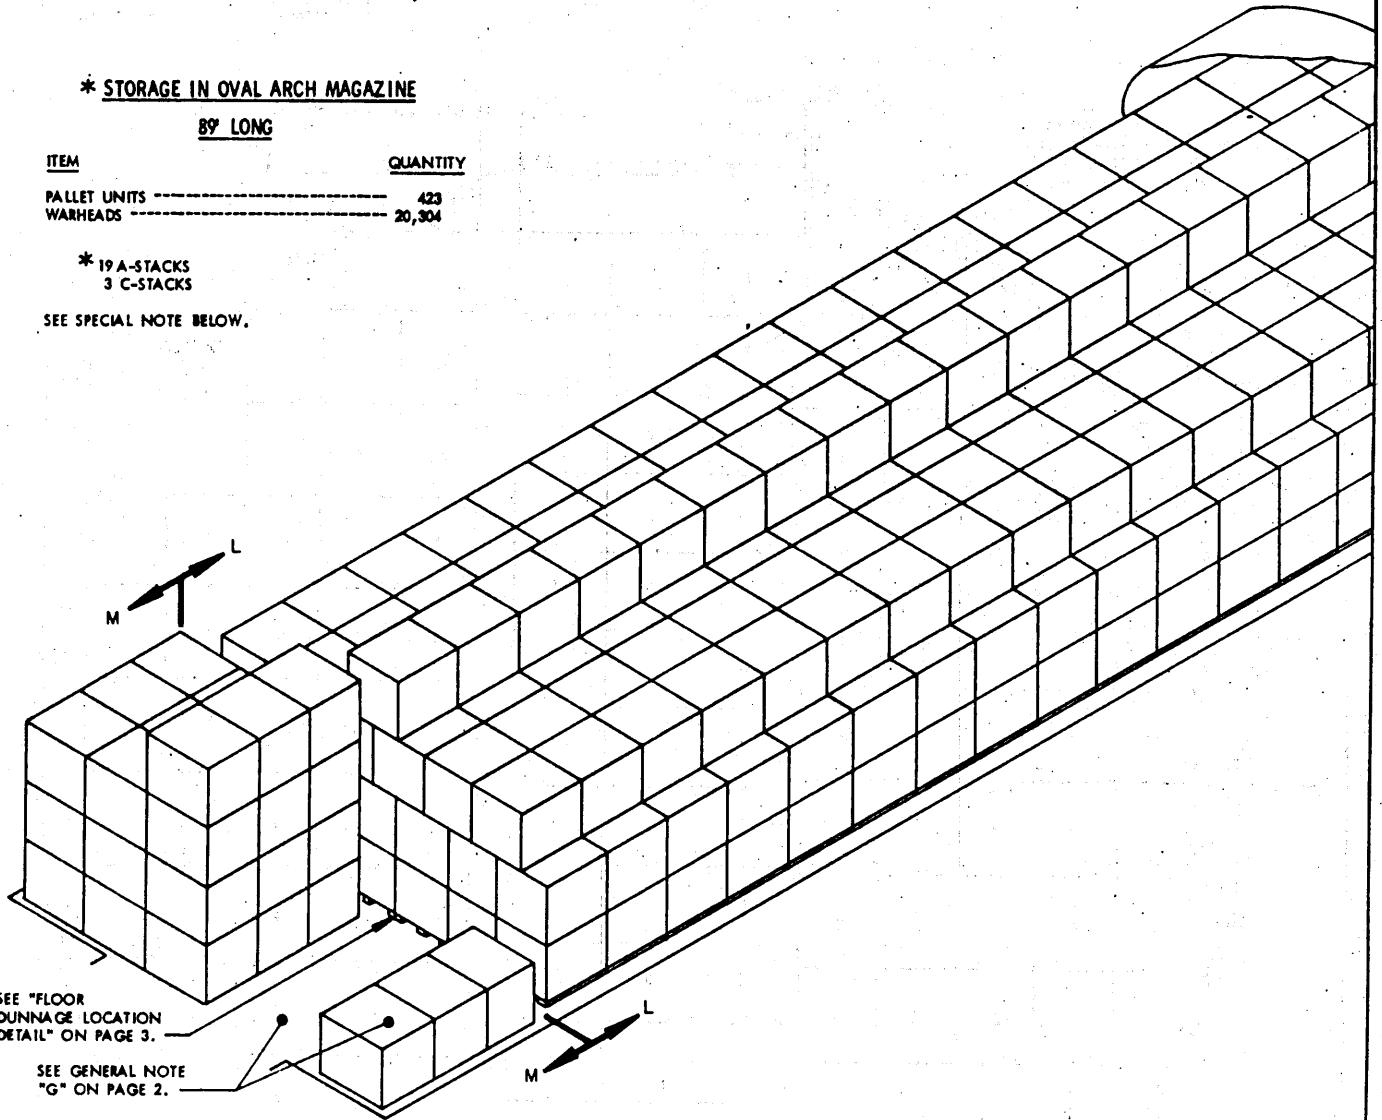 * STORAGE IN OVAL ARCH MAGAZINE
89' LONG
ITEM QUANTITY
PALLET UNITS ------------------------------ 423
WARHEADS --------------------------------- 20,304
* 19 A-STACKS
3 C-STACKS
SEE SPECIAL NOTE BELOW.
L
M
SEE "FLOOR
DUNNAGE LOCATION
DETAIL" ON PAGE 3.
SEE GENERAL NOTE
"G" ON PAGE 2.
L
M